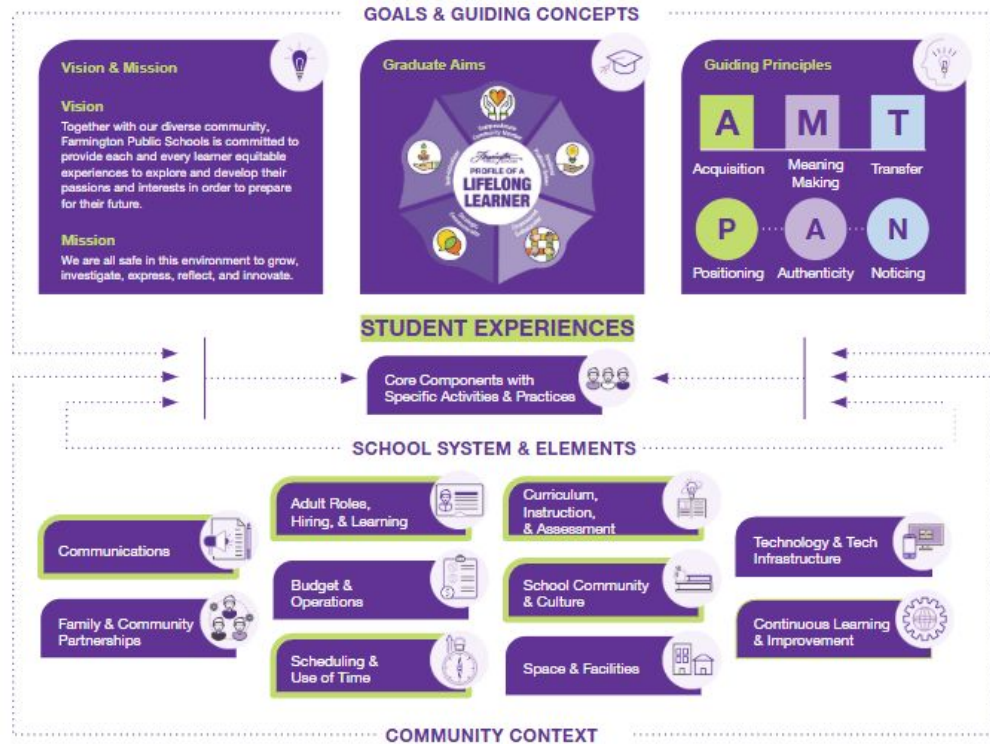 GOALS & GUIDING CONCEPTS
Vision & Mission
Vision
Together with our diverse community,
Farmington Public Schools is committed to
provide each and every learner equitable
experiences to explore and develop their
passions and interests in order to prepare
for their future.
Mission
We are all safe in this environment to grow,
investigate, express, reflect, and innovate.
Graduate Aims
Farmington
PROFILE OF A
LIFELONG
LEARNER
Guiding Principles
A M T
Acquisition
Meaning
Making
Transfer
P A N
Positioning Authenticity Noticing
STUDENT EXPERIENCES
Core Components with
Specific Activities & Practices
SCHOOL SYSTEM & ELEMENTS
Communications
Family & Community
Partnerships
Adult Roles,
Hiring, & Learning
Budget &
Operations
Scheduling &
Use of Time
Curriculum,
Instruction,
& Assessment
School Community
& Culture
Space & Facilities
Technology & Tech
Infrastructure
Continuous Learning
& Improvement
COMMUNITY CONTEXT